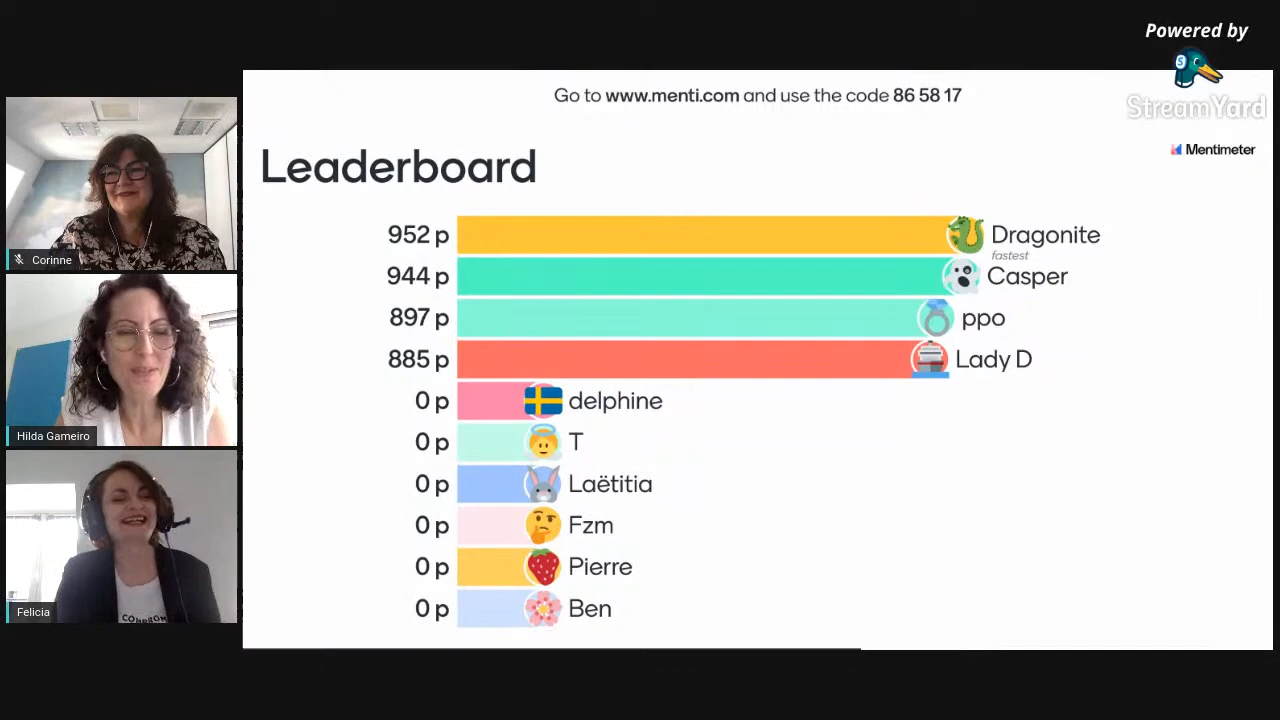 Powered by
StreamYard
Go to www.menti.com and use the code 86 58 17
Mentimeter
Leaderboard
952 p Dragonite
fastest
944 p Casper
897 p ppo
885 p Lady D
0 p delphine
0 p T
0 p Laëtitia
0 p Fzm
0 p Pierre
0 p Ben
Corinne
Hilda Gameiro
Felicia